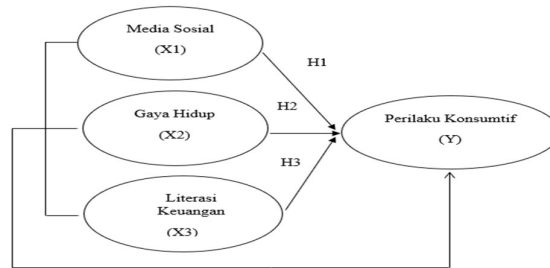 Media Sosial
(X1)
H1
Gaya Hidup
(X2)
H2
Perilaku Konsumtif
(Y)
H3
Literasi
Keuangan
(X3)